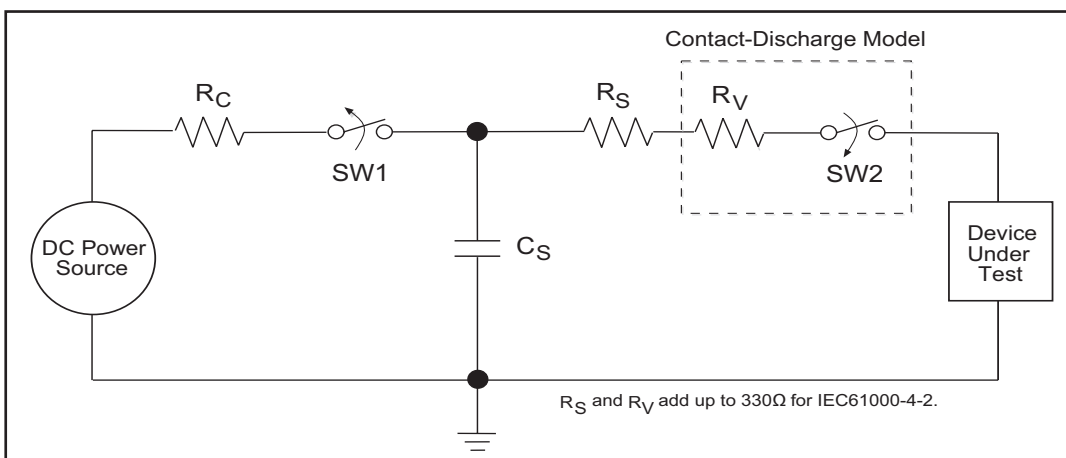 Contact-Discharge Model
RC
RS
RV
SW1
SW2
DC Power
Source
CS
Device
Under
Test
RS and RV add up to 330Ω for IEC61000-4-2.